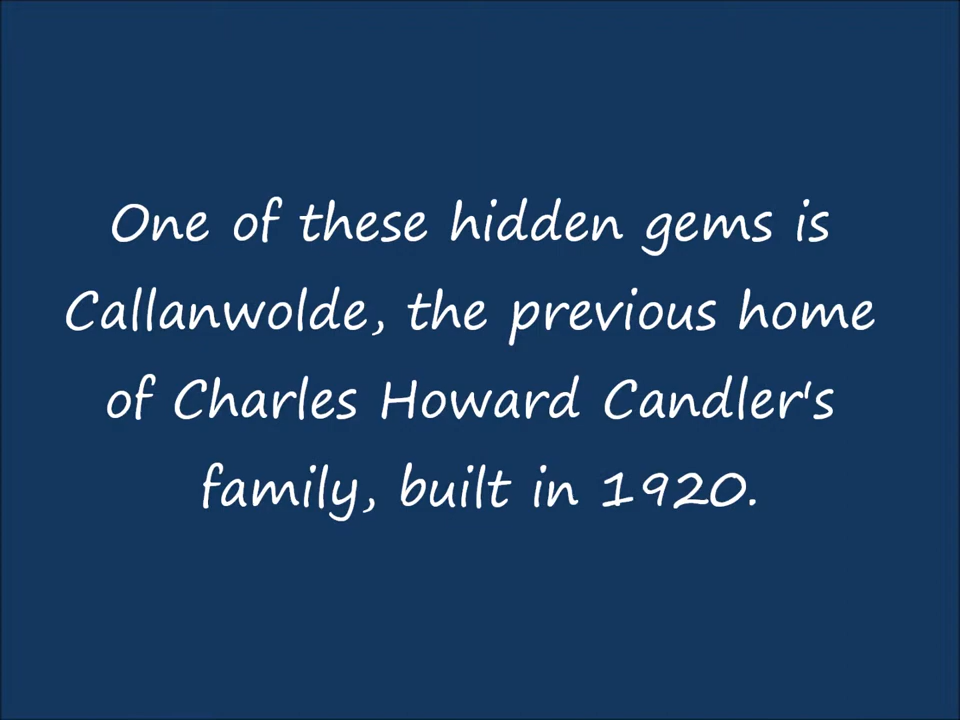 One of these hidden gems is
Callanwolde, the previous home
of Charles Howard Candler's
family, built in 1920.